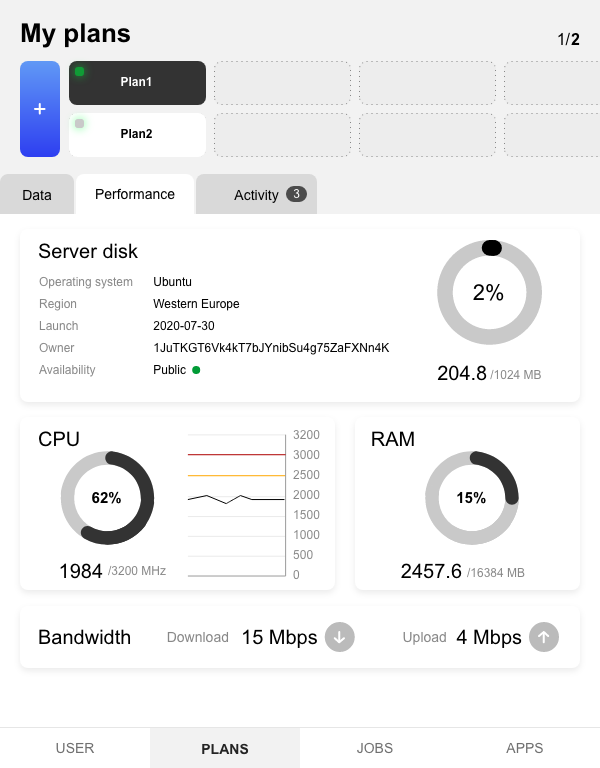 My plans
1/2
+
Plan1
Plan2
Data
Performance
Activity 3
Server disk
Operating system Ubuntu
Region Western Europe
Launch 2020-07-30
Owner 1JuTKGT6Vk4kT7bJYnibSu4g75ZaFXNn4K
Availability Public
2%
204.8 /1024 MB
CPU
62%
1984 /3200 MHz
3200
3000
2500
2000
1500
1000
500
0
RAM
15%
2457.6 /16384 MB
Bandwidth Download 15 Mbps Upload 4 Mbps
USER PLANS JOBS APPS